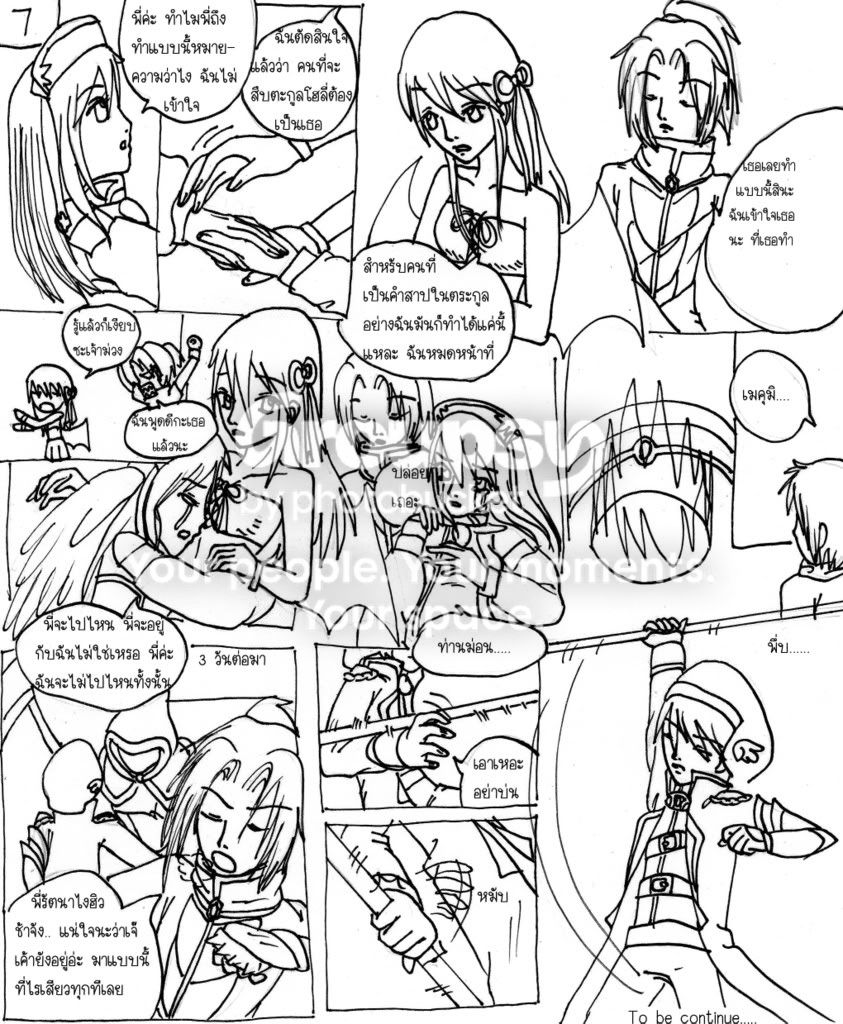 7
พี่ค่ะ ทำไมพี่ถึง
ทำแบบนี้หมาย-
ความว่าไง ฉันไม่
เข้าใจ
ฉันตัดสินใจ
แล้วว่า คนที่จะ
สืบตะกูลโฮลี่ต้อง
เป็นเธอ
เธอเลยทำ
แบบนี้สินะ
ฉันเข้าใจเธอ
นะ ที่เธอทำ
สำหรับคนที่
เป็นคำสาปในตระกูล
อย่างฉันมันก็ทำได้แค่นี้
แหละ ฉันหมดหน้าที่
รู้แล้วก็เงียบ
ซะเจ้าม่วง
ฉันพูดดีกะเธอ
แล้วนะ
ปล่อย
เถอะ
เมคุมิ....
by photobucket
Your people. Your moments.
Your space.
พี่จะไปไหน พี่จะอยู่
กับฉันไม่ใช่เหรอ พี่ค่ะ
ฉันจะไม่ไปไหนทั้งนั้น
3 วันต่อมา
ท่านม่อน.....
พึ่บ......
เอาเหอะ
อย่าบ่น
หมับ
พี่รัตนาไงฮิว
ช้าจัง.. แน่ใจนะว่าเจ๊
เค้ายังอยู่อ่ะ มาแบบนี้
ที่ไรเสียวทุกทีเลย
To be continue.....